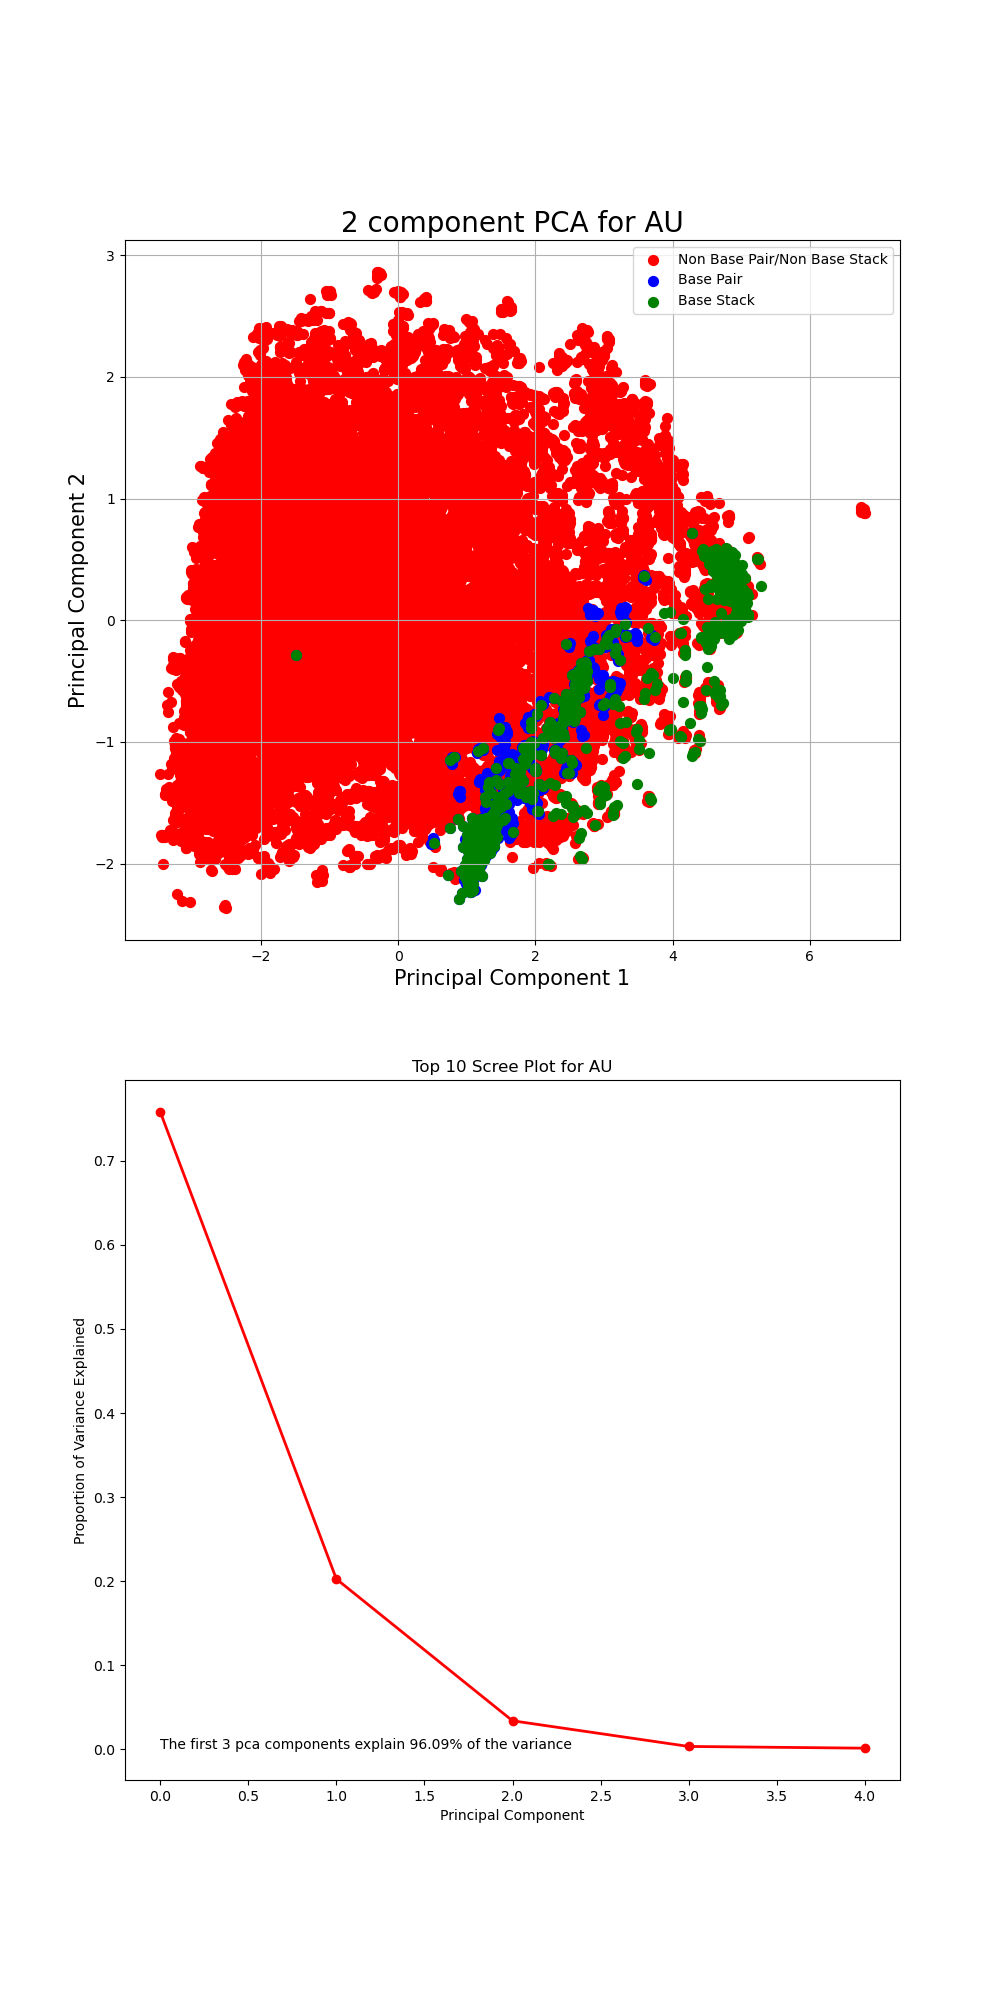 2 component PCA for AU
Non Base Pair/Non Base Stack
Base Pair
Base Stack
3
2
1
0
−1
−2
Principal Component 2
−2
0
2
4
6
Principal Component 1
Top 10 Scree Plot for AU
0.7
0.6
0.5
0.4
0.3
0.2
0.1
0.0
Proportion of Variance Explained
The first 3 pca components explain 96.09% of the variance
0.0
0.5
1.0
1.5
2.0
2.5
3.0
3.5
4.0
Principal Component